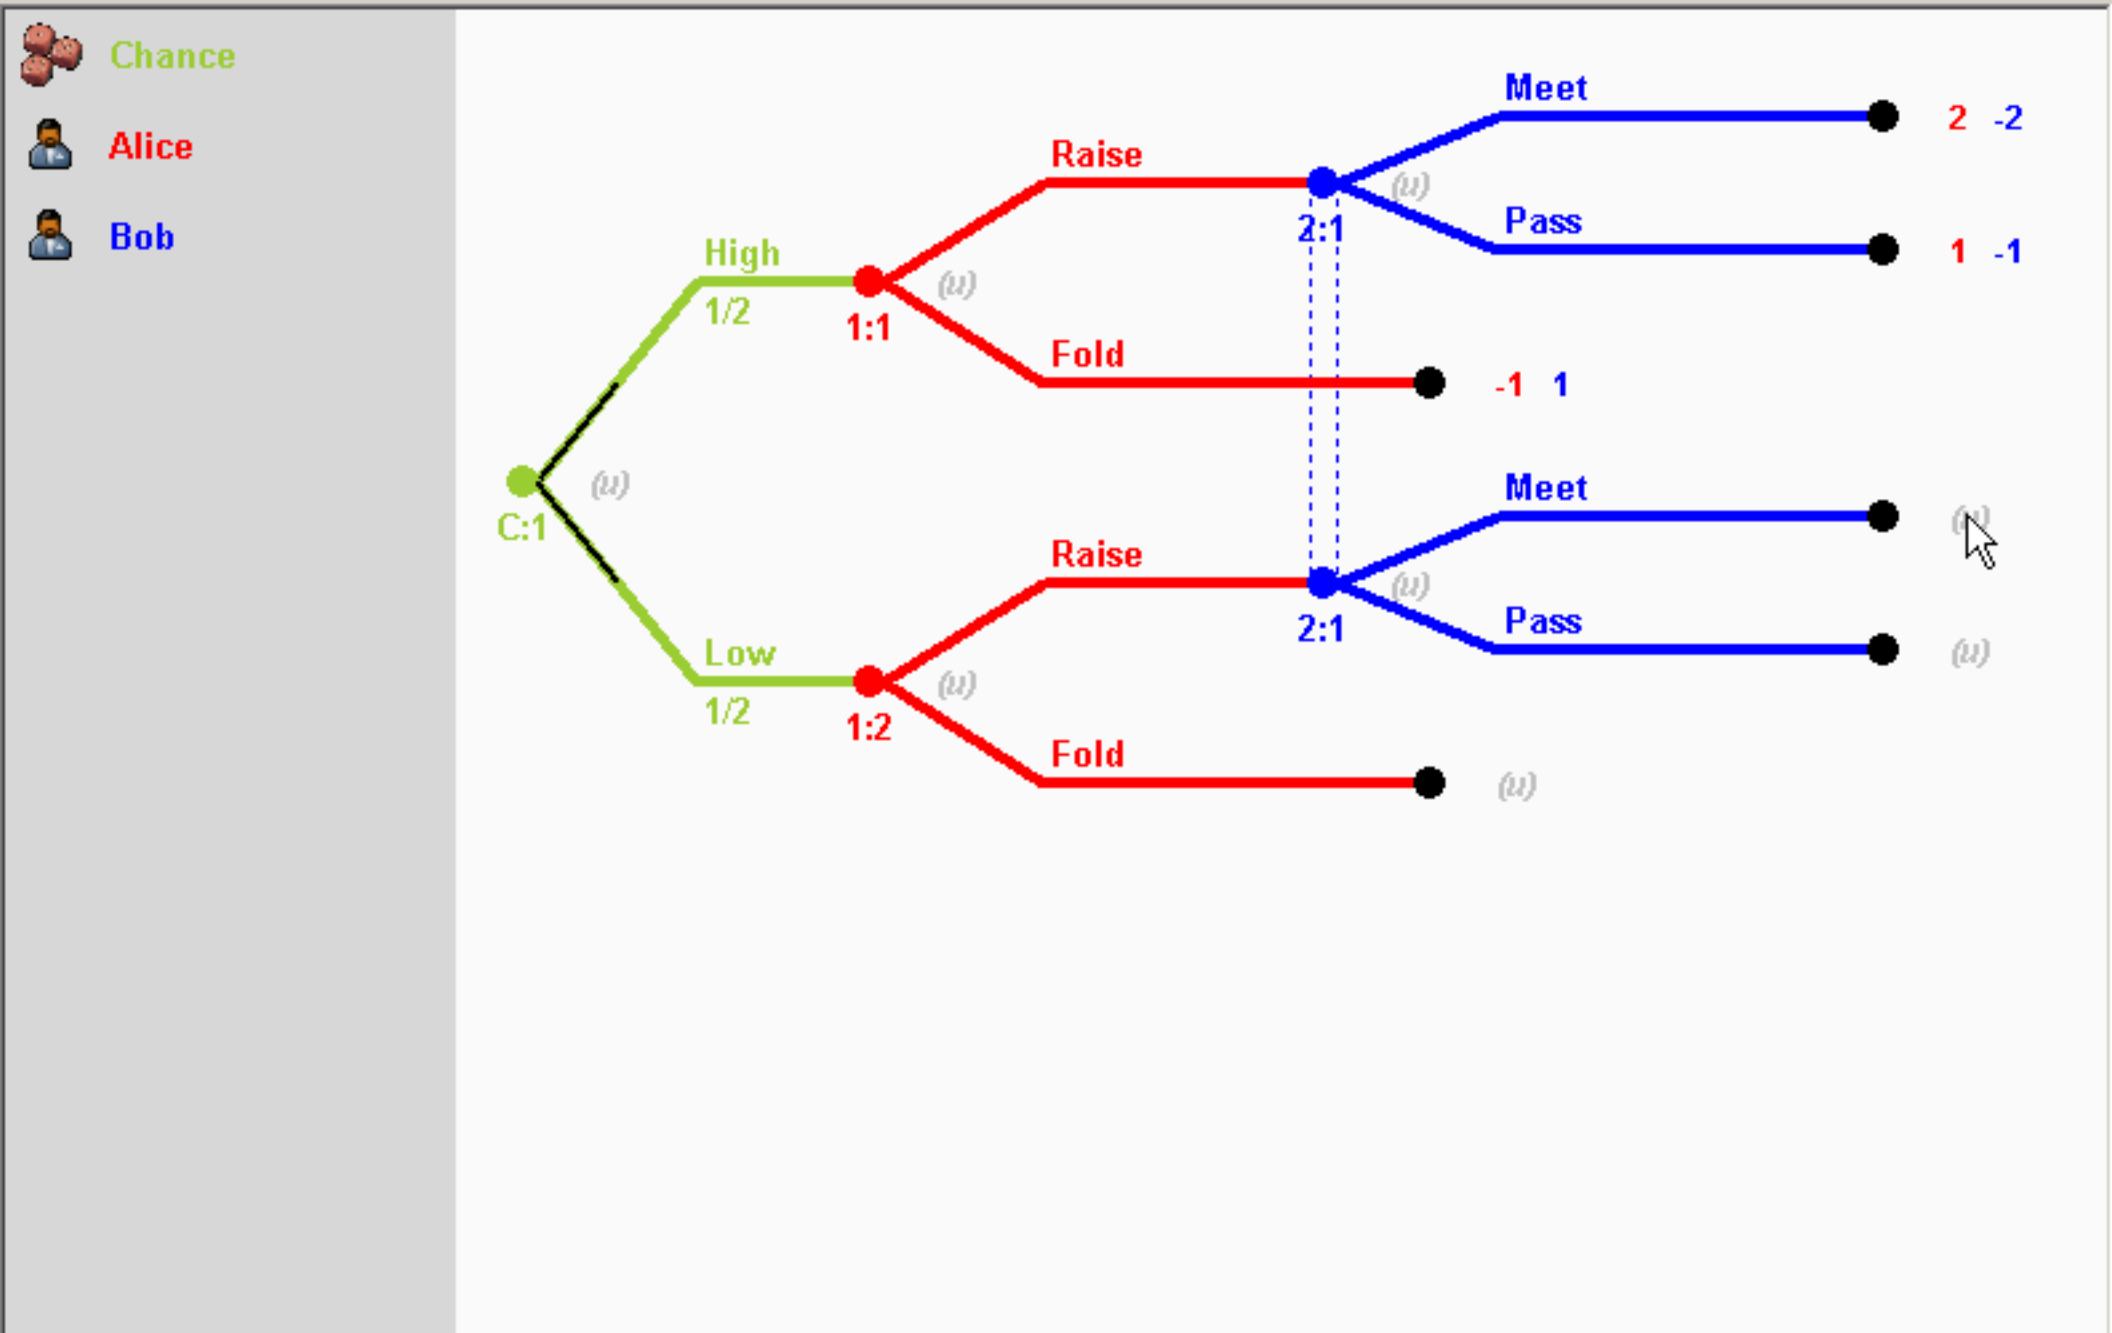 Chance
Alice
Bob
Meet
2 -2
Raise
(u)
2:1
Pass
1 -1
High
1/2
(u)
1:1
Fold
-1 1
(u)
C:1
Meet
(u)
Raise
(u)
2:1
Pass
(u)
Low
1/2
(u)
1:2
Fold
(u)